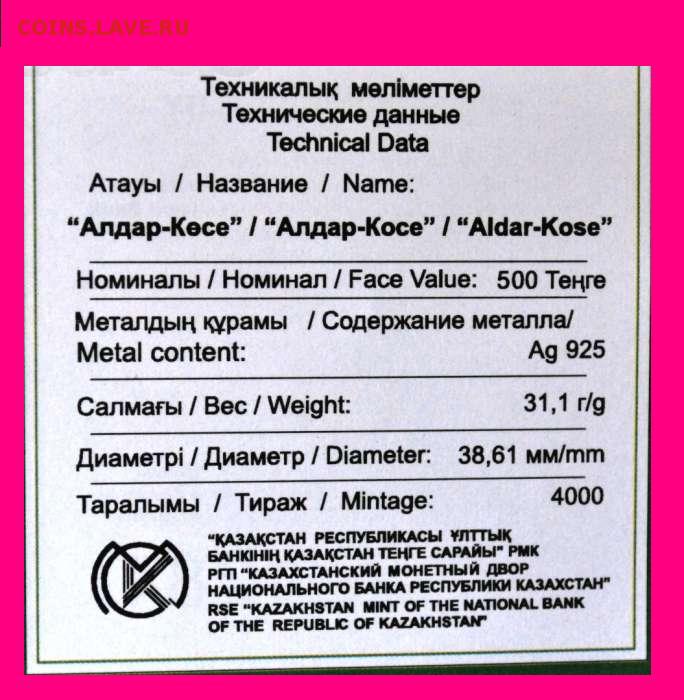 COINS.LAVE.RU
Техникалық мәліметтер
Технические данные
Technical Data
Атауы / Название / Name:
“Алдар-Көсе” / “Алдар-Косе” / “Aldar-Kose”
Номиналы / Номинал / Face Value: 500 Теңге
Металдың құрамы / Содержание металла/
Metal content: Ag 925
Салмағы / Вес / Weight: 31,1 г/g
Диаметрі / Диаметр / Diameter: 38,61 мм/mm
Таралымы / Тираж / Mintage: 4000
“ҚАЗАҚСТАН РЕСПУБЛИКАСЫ ҰЛТТЫҚ
БАНКІНІҢ ҚАЗАҚСТАН ТЕҢГЕ САРАЙЫ” РМК
РГП “КАЗАХСТАНСКИЙ МОНЕТНЫЙ ДВОР
НАЦИОНАЛЬНОГО БАНКА РЕСПУБЛИКИ КАЗАХСТАН”
RSE “KAZAKHSTAN MINT OF THE NATIONAL BANK
OF THE REPUBLIC OF KAZAKHSTAN”